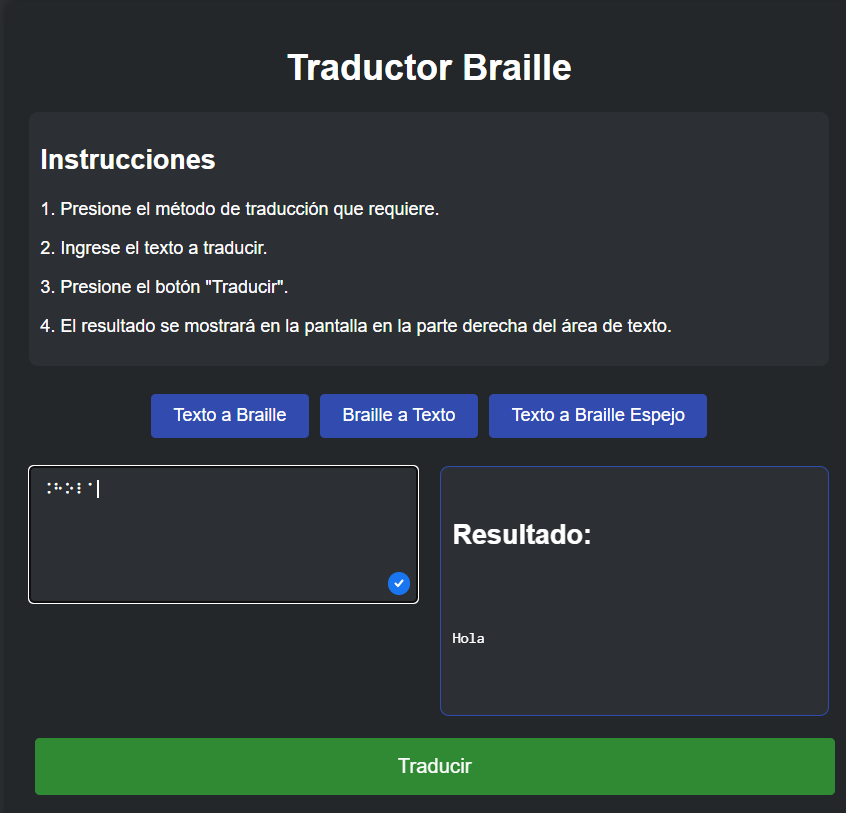 Traductor Braille
Instrucciones
1. Presione el método de traducción que requiere.
2. Ingrese el texto a traducir.
3. Presione el botón "Traducir".
4. El resultado se mostrará en la pantalla en la parte derecha del área de texto.
Texto a Braille Braille a Texto Texto a Braille Espejo
⠨⠓⠕⠇⠁
Resultado:
Hola
Traducir